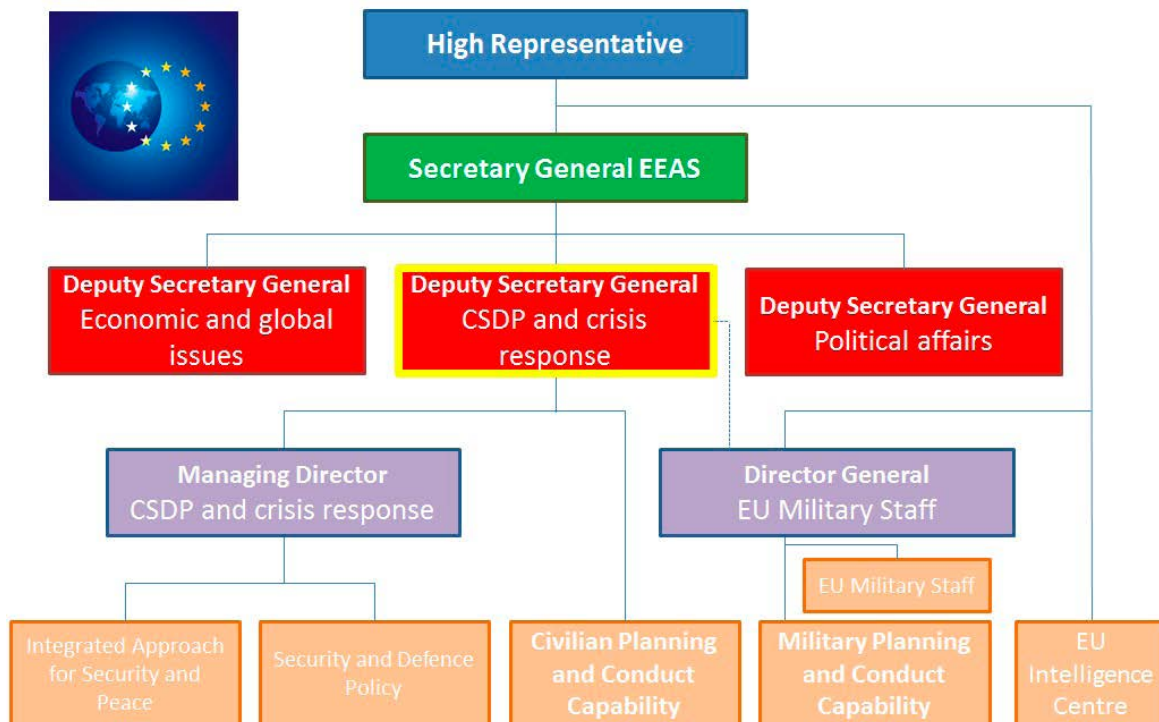 High Representative
Secretary General EEAS
Deputy Secretary General
Economic and global
issues
Deputy Secretary General
CSDP and crisis
response
Deputy Secretary General
Political affairs
Managing Director
CSDP and crisis response
Director General
EU Military Staff
EU Military Staff
Integrated Approach
for Security and
Peace
Security and Defence
Policy
Civilian Planning
and Conduct
Capability
Military Planning
and Conduct
Capability
EU
Intelligence
Centre